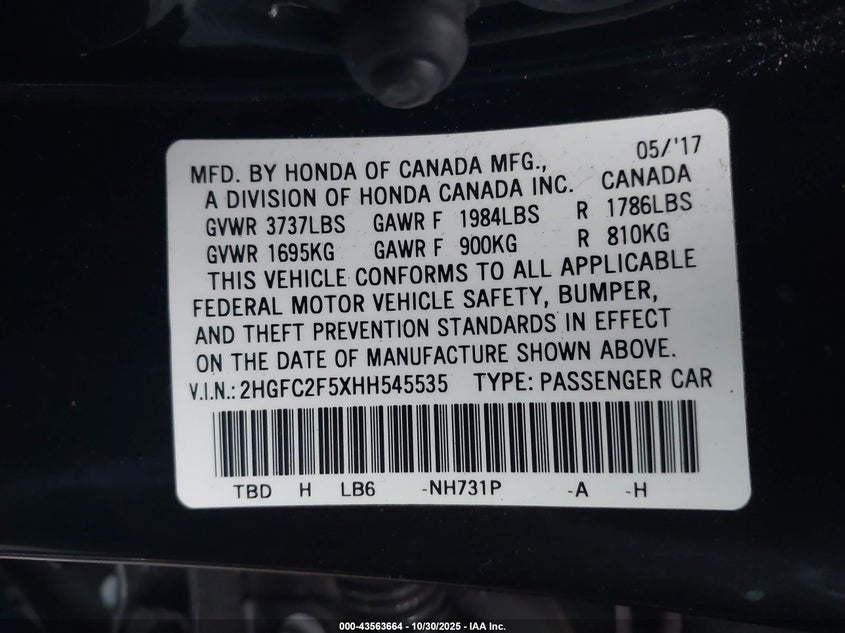 MFD. BY HONDA OF CANADA MFG., 05/'17
A DIVISION OF HONDA CANADA INC. CANADA
GVWR 3737LBS GAWR F 1984LBS R 1786LBS
GVWR 1695KG GAWR F 900KG R 810KG
THIS VEHICLE CONFORMS TO ALL APPLICABLE
FEDERAL MOTOR VEHICLE SAFETY, BUMPER,
AND THEFT PREVENTION STANDARDS IN EFFECT
ON THE DATE OF MANUFACTURE SHOWN ABOVE.
V.I.N.: 2HGFC2F5XHH545535 TYPE: PASSENGER CAR
TBD H LB6 -NH731P -A -H
000-43563664 - 10/30/2025 - IAA Inc.